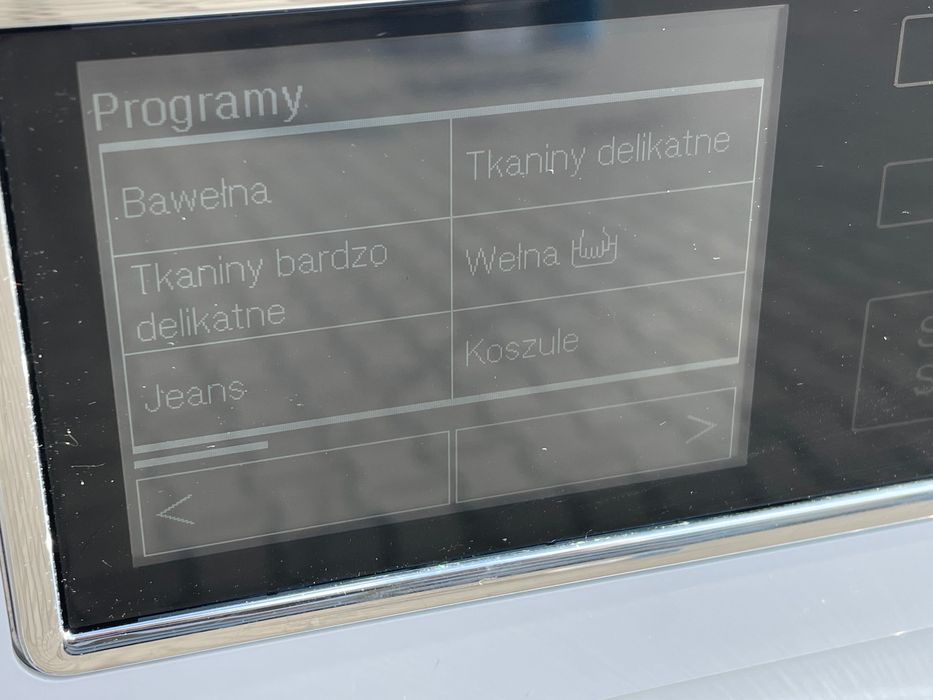 Programy
Bawełna
Tkaniny delikatne
Tkaniny bardzo
delikatne
Wełna
Jeans
Koszule
< >